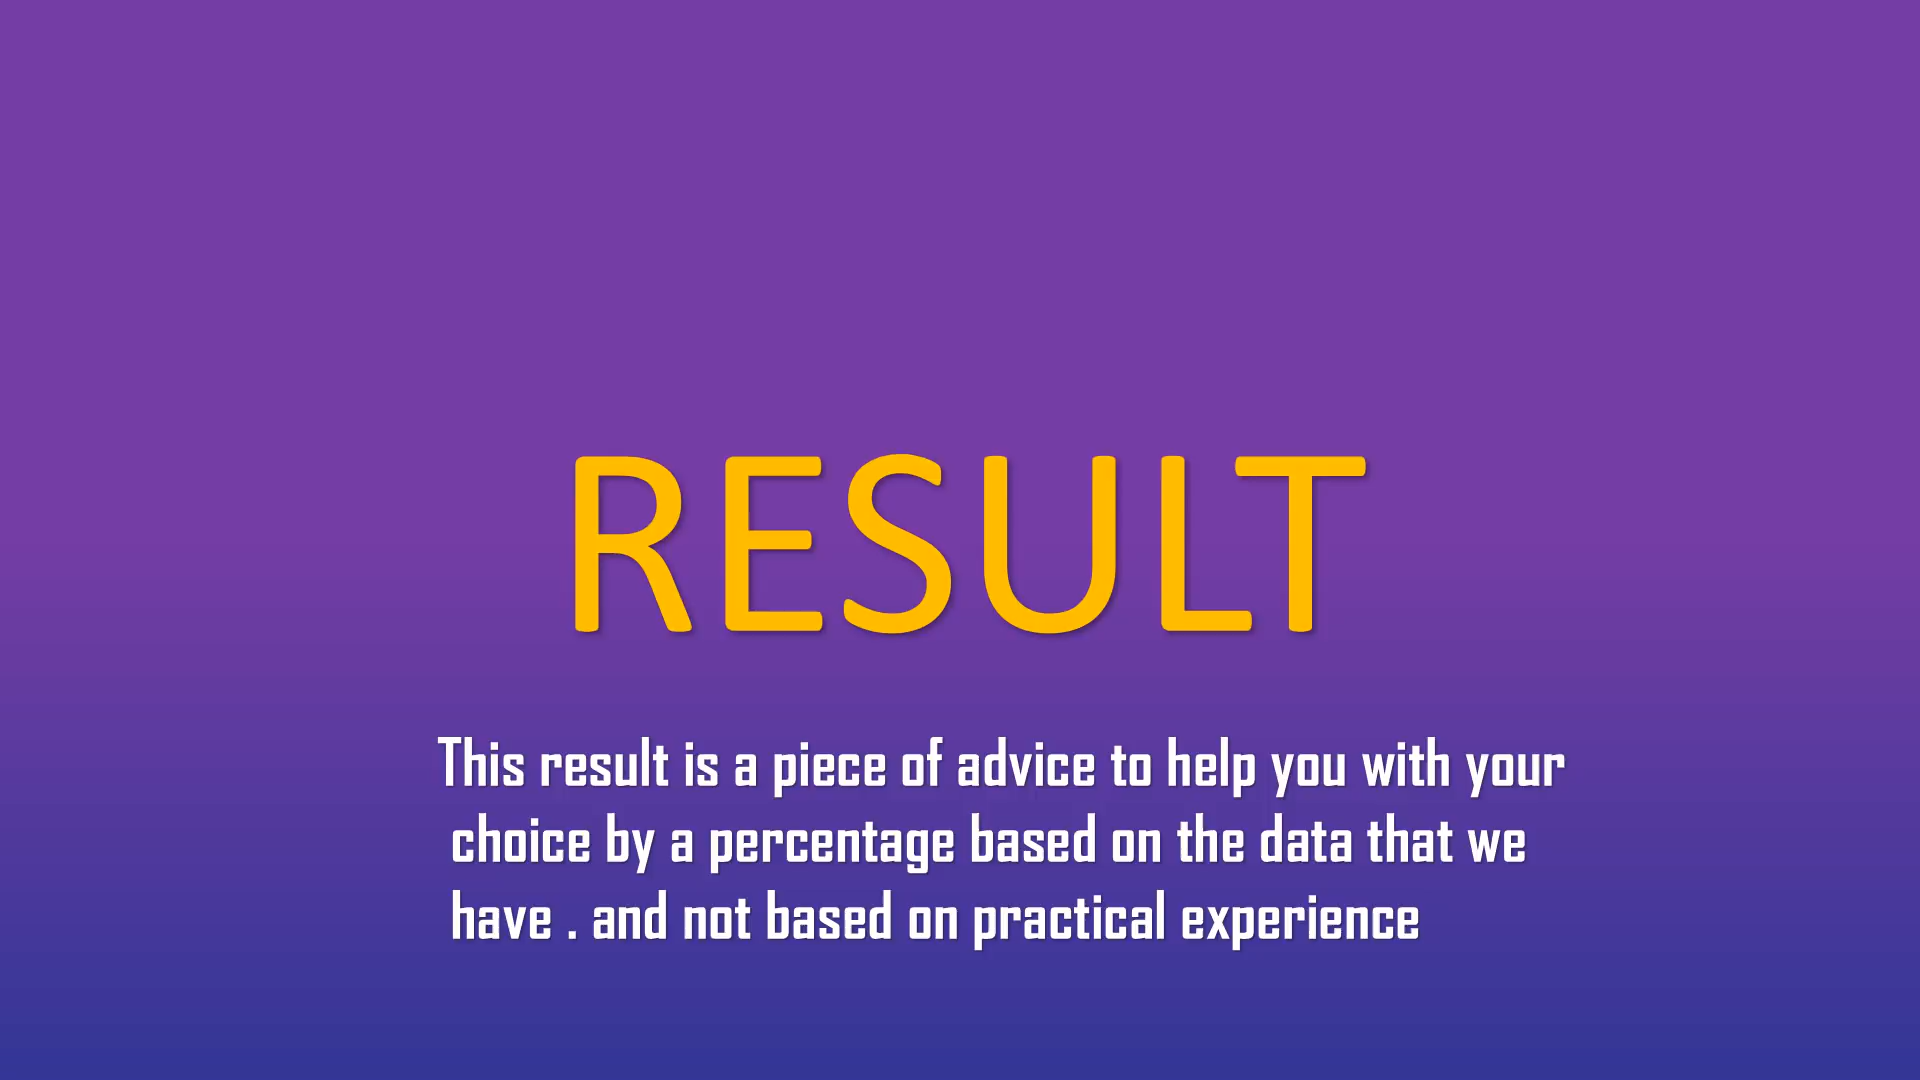 RESULT
This result is a piece of advice to help you with your
choice by a percentage based on the data that we
have . and not based on practical experience